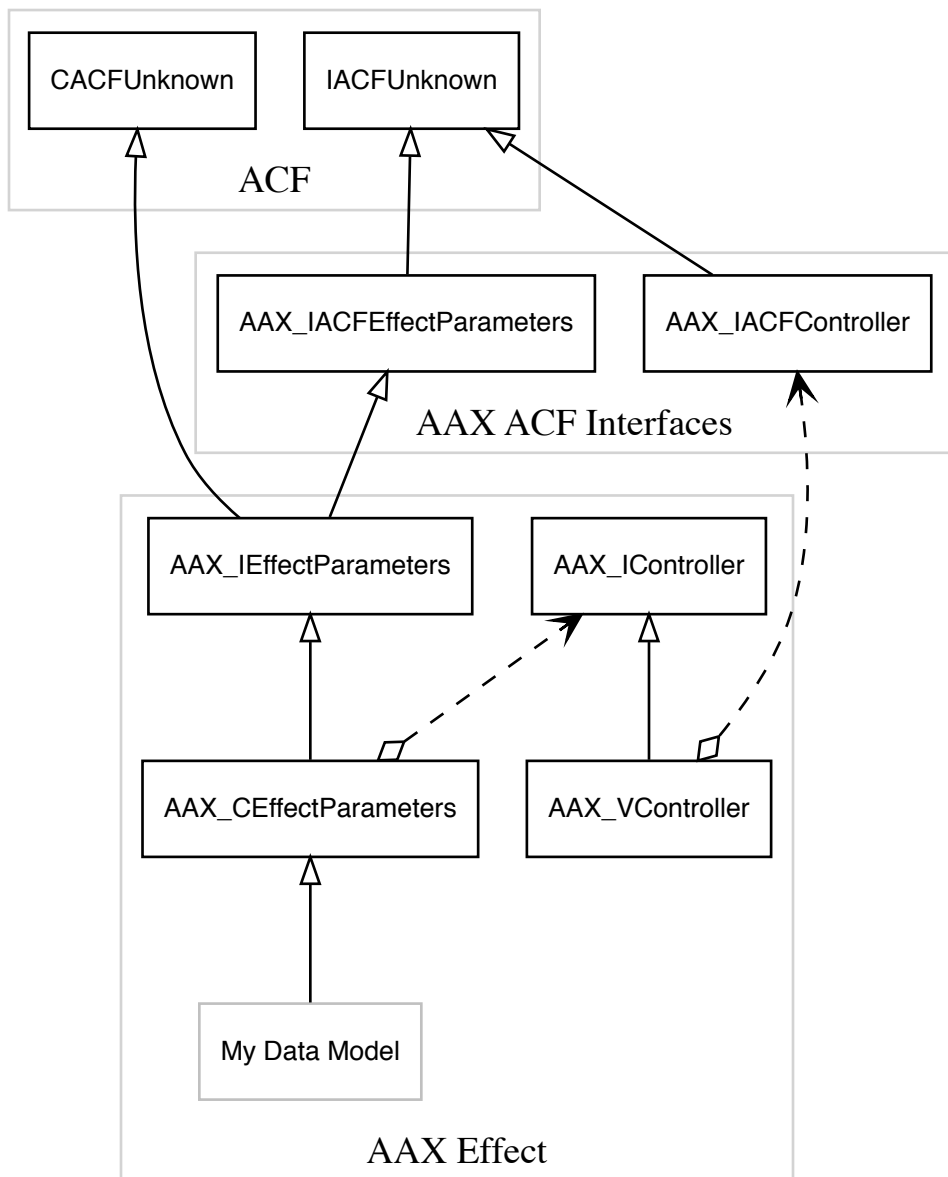 CACFUnknown
IACFUnknown
ACF
AAX_IACFEffectParameters
AAX_IACFController
AAX ACF Interfaces
AAX_IEffectParameters
AAX_IController
AAX_CEffectParameters
AAX_VController
My Data Model
AAX Effect